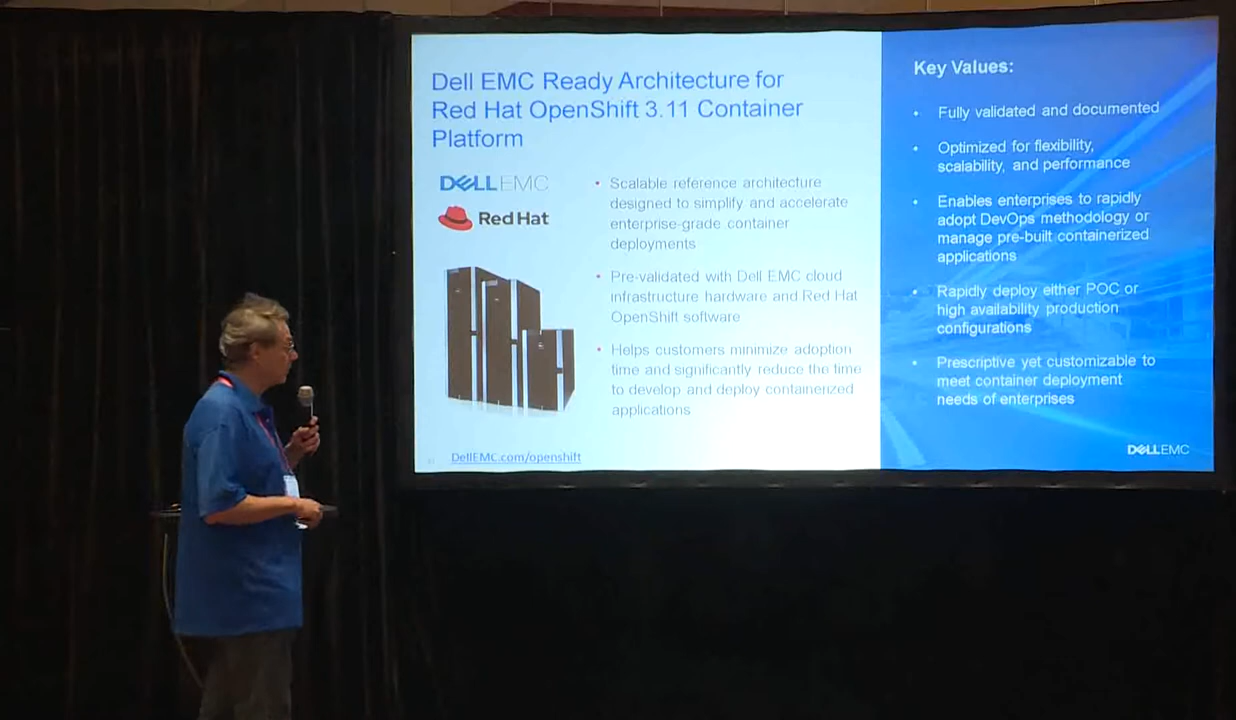 Dell EMC Ready Architecture for
Red Hat OpenShift 3.11 Container
Platform
DELLEMC
Red Hat
• Scalable reference architecture
designed to simplify and accelerate
enterprise-grade container
deployments
• Pre-validated with Dell EMC cloud
infrastructure hardware and Red Hat
OpenShift software
• Helps customers minimize adoption
time and significantly reduce the time
to develop and deploy containerized
applications
DellEMC.com/openshift
Key Values:
• Fully validated and documented
• Optimized for flexibility,
scalability, and performance
• Enables enterprises to rapidly
adopt DevOps methodology or
manage pre-built containerized
applications
• Rapidly deploy either POC or
high availability production
configurations
• Prescriptive yet customizable to
meet container deployment
needs of enterprises
DELLEMC